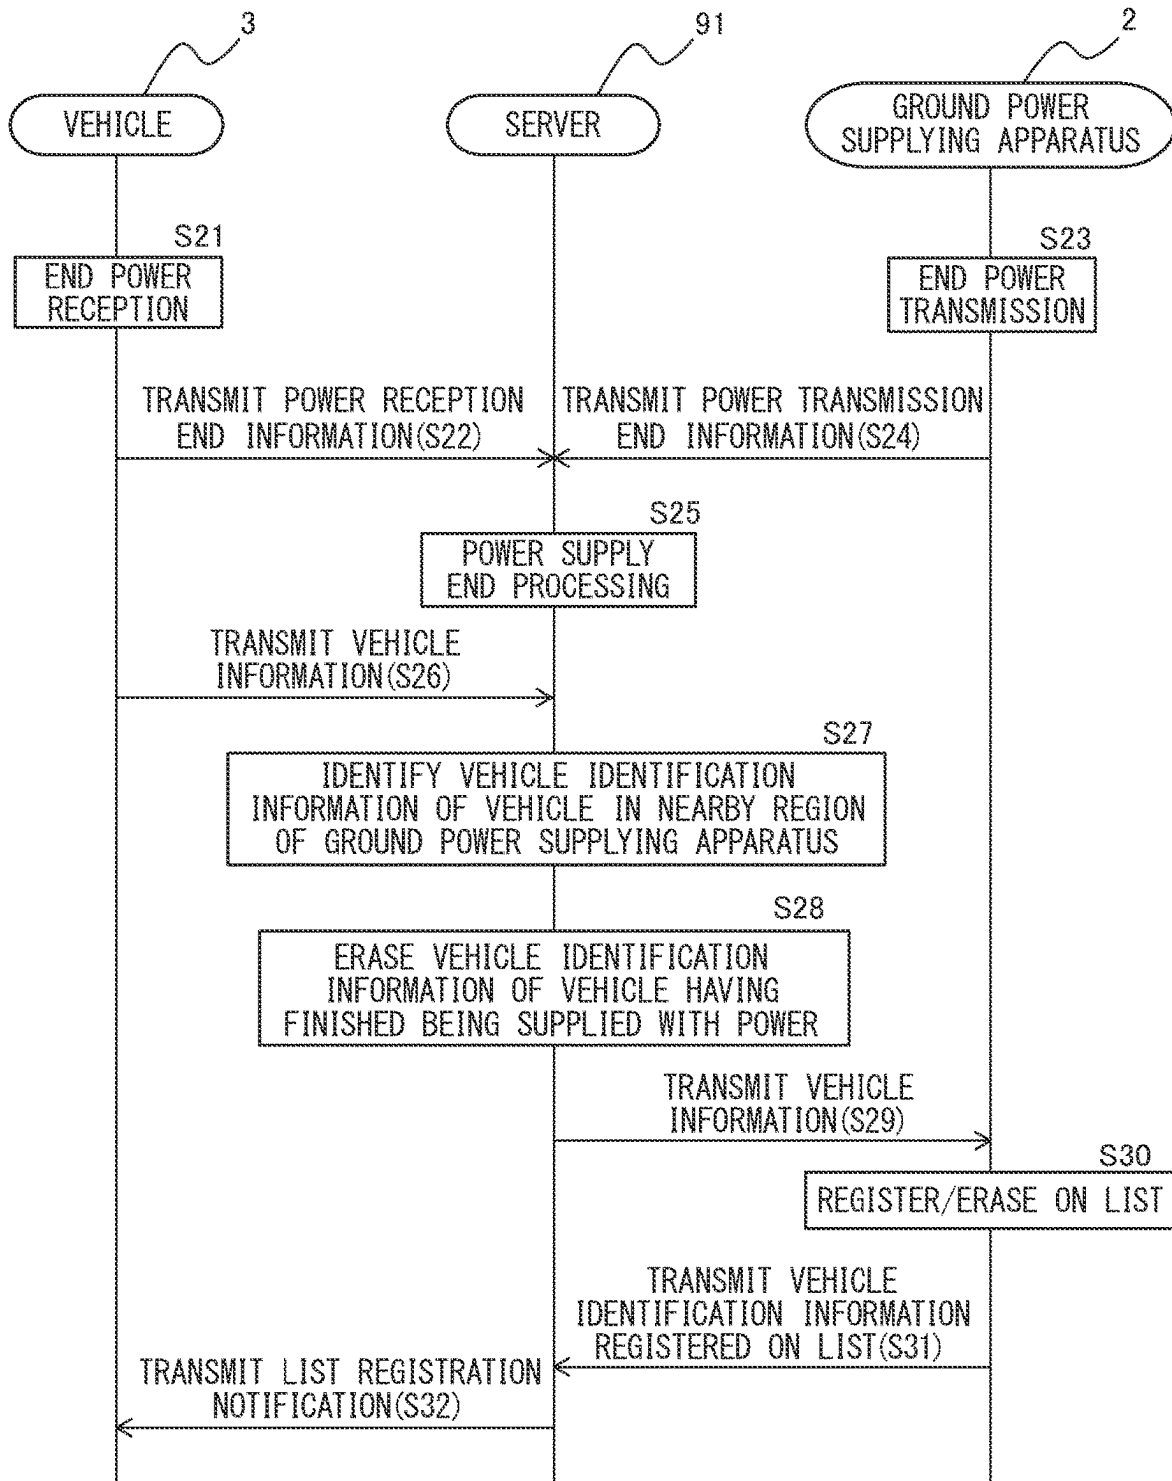 3
91
2
VEHICLE
SERVER
GROUND POWER
SUPPLYING APPARATUS
S21
END POWER
RECEPTION
S23
END POWER
TRANSMISSION
TRANSMIT POWER RECEPTION
END INFORMATION(S22)
TRANSMIT POWER TRANSMISSION
END INFORMATION(S24)
S25
POWER SUPPLY
END PROCESSING
TRANSMIT VEHICLE
INFORMATION(S26)
S27
IDENTIFY VEHICLE IDENTIFICATION
INFORMATION OF VEHICLE IN NEARBY REGION
OF GROUND POWER SUPPLYING APPARATUS
S28
ERASE VEHICLE IDENTIFICATION
INFORMATION OF VEHICLE HAVING
FINISHED BEING SUPPLIED WITH POWER
TRANSMIT VEHICLE
INFORMATION(S29)
S30
REGISTER/ERASE ON LIST
TRANSMIT VEHICLE
IDENTIFICATION INFORMATION
REGISTERED ON LIST(S31)
TRANSMIT LIST REGISTRATION
NOTIFICATION(S32)